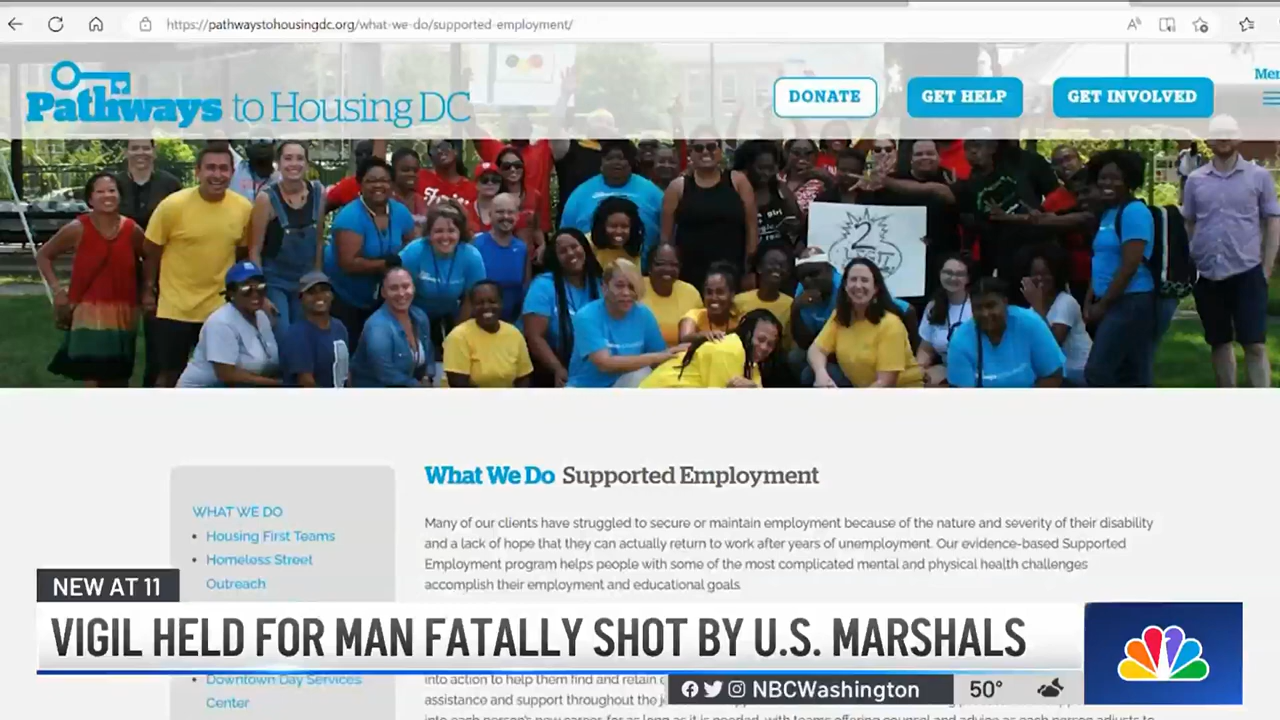 https://pathwaystohousingdc.org/what-we-do/supported-employment/
Pathways to Housing DC
DONATE
GET HELP
GET INVOLVED
2
What We Do Supported Employment
WHAT WE DO
Housing First Teams
Homeless Street
Outreach
Many of our clients have struggled to secure or maintain employment because of the nature and severity of their disability
and a lack of hope that they can actually return to work after years of unemployment. Our evidence-based Supported
Employment program helps people with some of the most complicated mental and physical health challenges
accomplish their employment and educational goals.
NEW AT 11
VIGIL HELD FOR MAN FATALLY SHOT BY U.S. MARSHALS
Downtown Day Services
Center
into action to help them find and retain
assistance and support throughout the
NBCWashington
50°